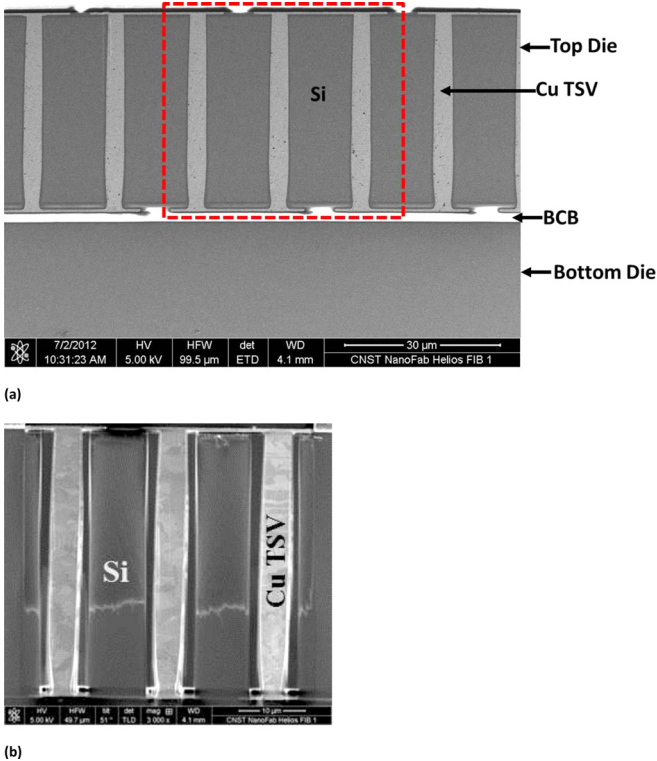 Top Die
Cu TSV
Si
BCB
Bottom Die
7/2/2012 HV HFW det WD 30 µm
10:31:23 AM 5.00 kV 99.5 µm ETD 4.1 mm CNST NanoFab Helios FIB 1
(a)
Si
Cu TSV
HV HFW tilt det mag WD 10 µm
5.00 kV 49.7 µm 51 ° TLD 3 000 x 4.1 mm CNST NanoFab Helios FIB 1
(b)